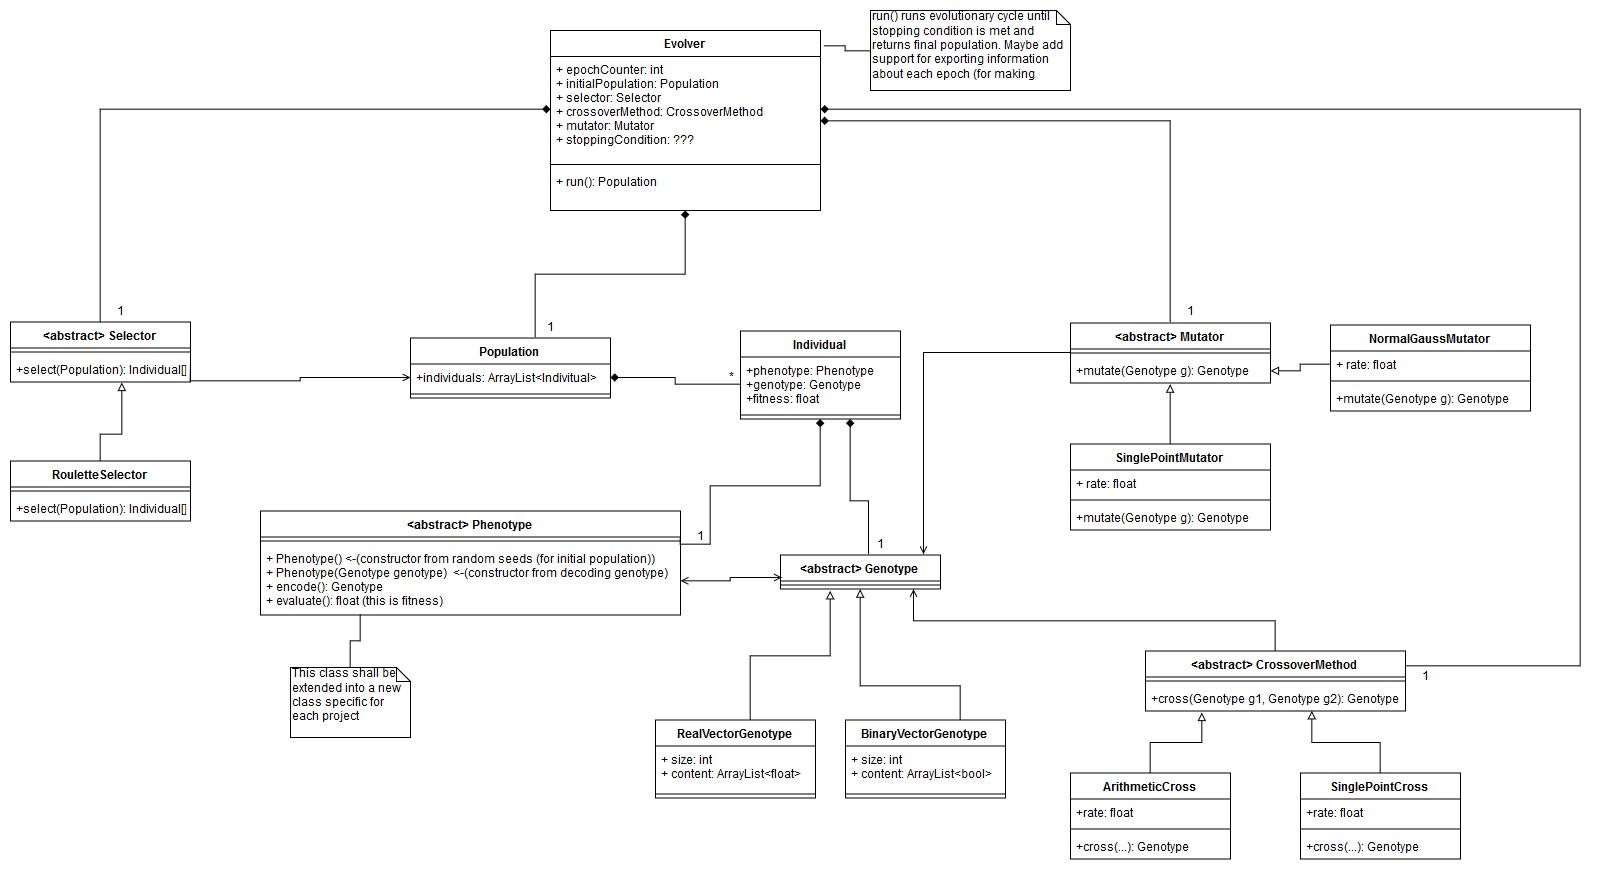 run() runs evolutionary cycle until
stopping condition is met and
returns final population. Maybe add
support for exporting information
about each epoch (for making
Evolver
+ epochCounter: int
+ initialPopulation: Population
+ selector: Selector
+ crossoverMethod: CrossoverMethod
+ mutator: Mutator
+ stoppingCondition: ???
+ run(): Population
1
<abstract> Selector
+select(Population): Individual[]
RouletteSelector
+select(Population): Individual[]
1
Population
+individuals: ArrayList<Indivitual>
*
Individual
+phenotype: Phenotype
+genotype: Genotype
+fitness: float
1
<abstract> Mutator
+mutate(Genotype g): Genotype
NormalGaussMutator
+ rate: float
+mutate(Genotype g): Genotype
SinglePointMutator
+ rate: float
+mutate(Genotype g): Genotype
<abstract> Phenotype
1
+ Phenotype() <-(constructor from random seeds (for initial population))
+ Phenotype(Genotype genotype)  <-(constructor from decoding genotype)
+ encode(): Genotype
+ evaluate(): float (this is fitness)
1
<abstract> Genotype
This class shall be
extended into a new
class specific for
each project
RealVectorGenotype
+ size: int
+ content: ArrayList<float>
BinaryVectorGenotype
+ size: int
+ content: ArrayList<bool>
<abstract> CrossoverMethod
1
+cross(Genotype g1, Genotype g2): Genotype
ArithmeticCross
+rate: float
+cross(...): Genotype
SinglePointCross
+rate: float
+cross(...): Genotype